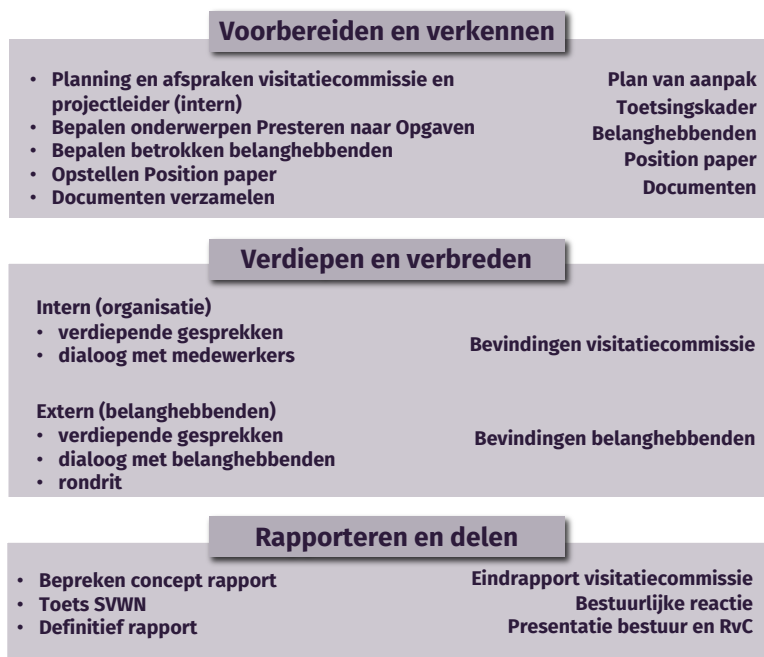 Voorbereiden en verkennen
• Planning en afspraken visitatiecommissie en
projectleider (intern)
• Bepalen onderwerpen Presteren naar Opgaven
• Bepalen betrokken belanghebbenden
• Opstellen Position paper
• Documenten verzamelen
Plan van aanpak
Toetsingskader
Belanghebbenden
Position paper
Documenten
Verdiepen en verbreden
Intern (organisatie)
• verdiepende gesprekken
• dialoog met medewerkers
Bevindingen visitatiecommissie
Extern (belanghebbenden)
• verdiepende gesprekken
• dialoog met belanghebbenden
• rondrit
Bevindingen belanghebbenden
Rapporteren en delen
• Bepreken concept rapport
• Toets SVWN
• Definitief rapport
Eindrapport visitatiecommissie
Bestuurlijke reactie
Presentatie bestuur en RvC